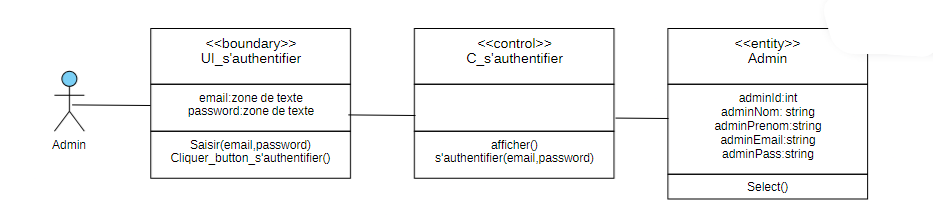 Admin
<<boundary>>
UI_s'authentifier
email:zone de texte
password:zone de texte
Saisir(email,password)
Cliquer_button_s'authentifier()
<<control>>
C_s'authentifier
afficher()
s'authentifier(email,password)
<<entity>>
Admin
adminId:int
adminNom: string
adminPrenom:string
adminEmail:string
adminPass:string
Select()